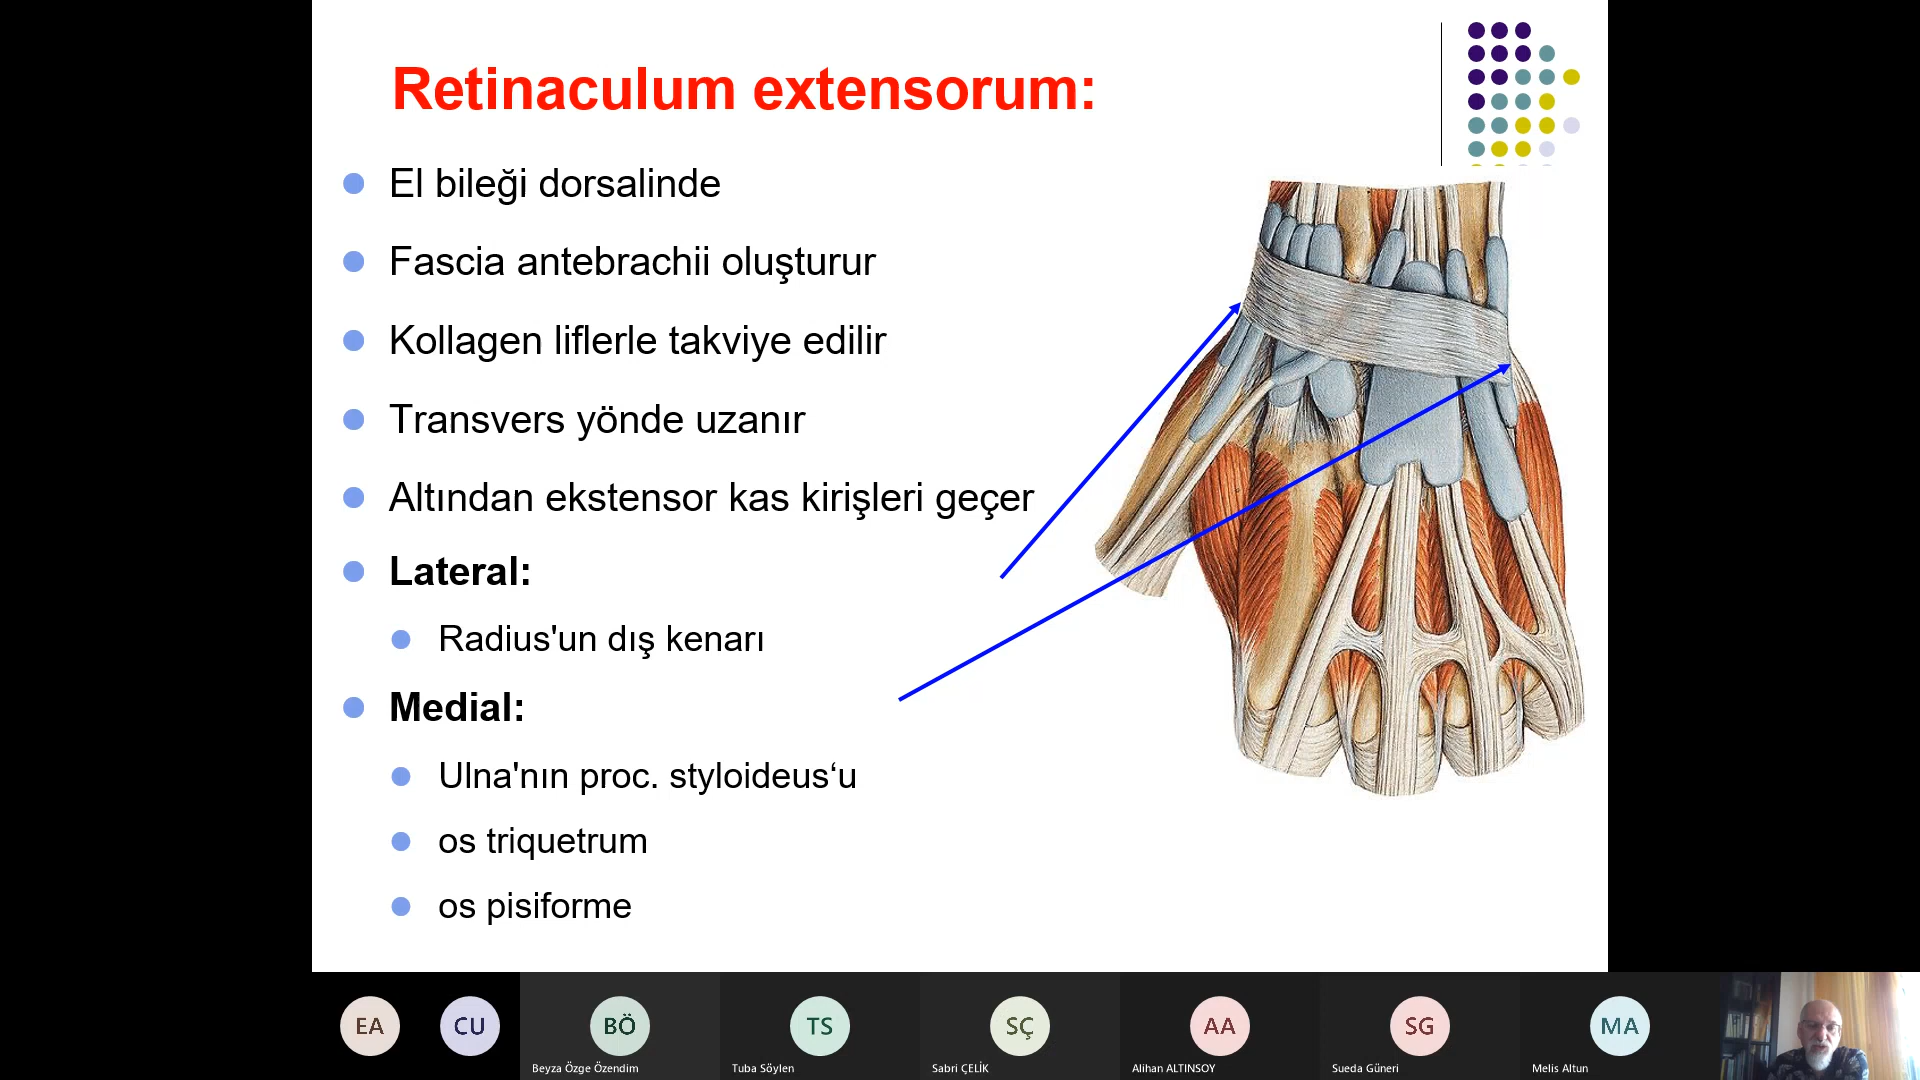 Retinaculum extensorum:
El bileği dorsalinde
Fascia antebrachii oluşturur
Kollagen liflerle takviye edilir
Transvers yönde uzanır
Altından ekstensor kas kirişleri geçer
Lateral:
Radius'un dış kenarı
Medial:
Ulna'nın proc. styloideus‘u
os triquetrum
os pisiforme
EA
CU
BÖ
Beyza Özge Özendim
TS
Tuba Söylen
SÇ
Sabri ÇELİK
AA
Alihan ALTINSOY
SG
Sueda Güneri
MA
Melis Altun